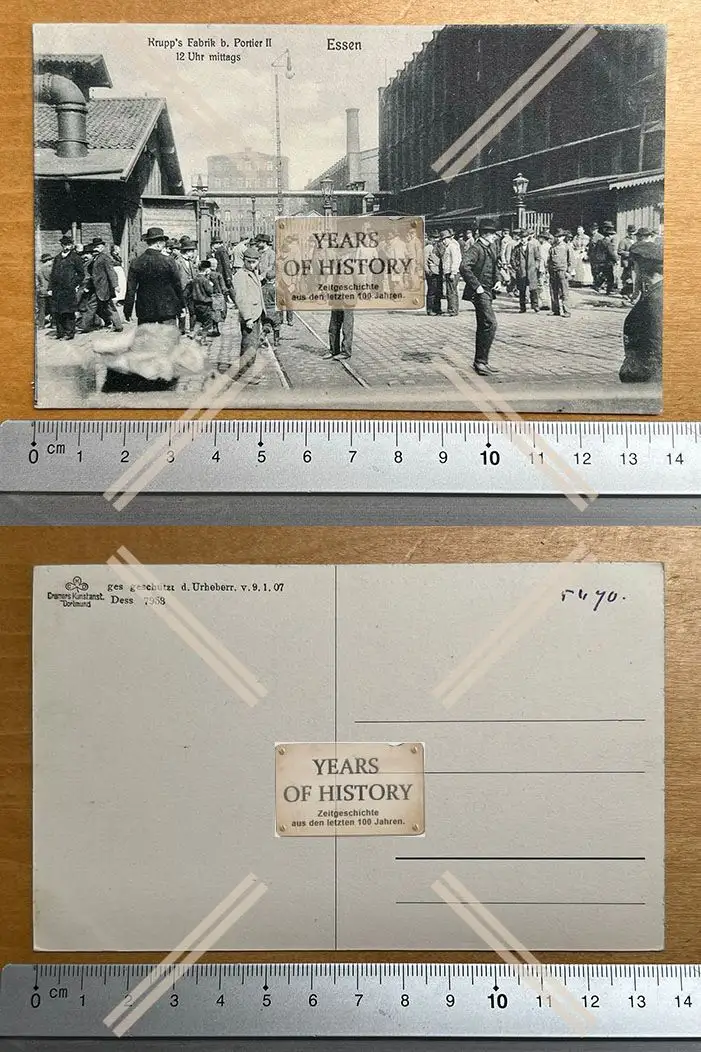 Krupp's Fabrik b. Portier II
12 Uhr mittags
Essen
YEARS
OF HISTORY
Zeitgeschichte
aus den letzten 100 Jahren.
0 cm 1 2 3 4 5 6 7 8 9 10 11 12 13 14
Cramers Kunstanst.
Dortmund
ges geschützt d. Urheberr. v. 9.1.07
Dess 7958
YEARS
OF HISTORY
Zeitgeschichte
aus den letzten 100 Jahren.
0 cm 1 2 3 4 5 6 7 8 9 10 11 12 13 14